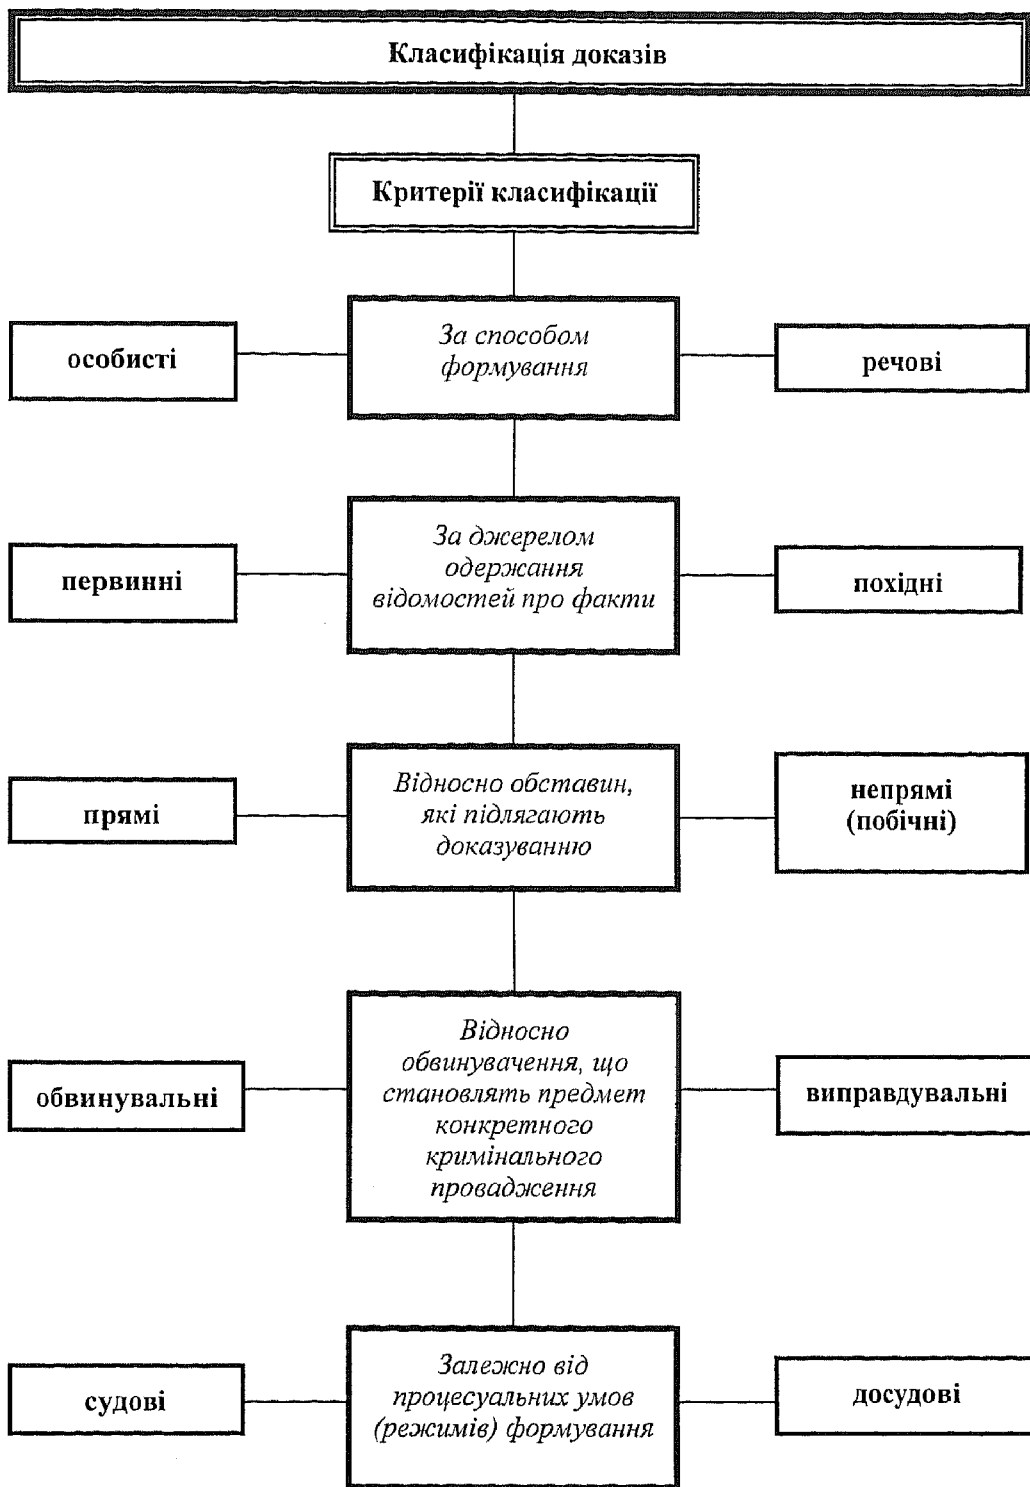 Класифікація доказів
Критерії класифікації
За способом
формування
особисті
речові
За джерелом
одержання
відомостей про факти
первинні
похідні
Відносно обставин,
які підлягають
доказуванню
прямі
непрямі
(побічні)
Відносно
обвинувачення, що
становлять предмет
конкретного
кримінального
провадження
обвинувальні
виправдувальні
Залежно від
процесуальних умов
(режимів) формування
судові
досудові